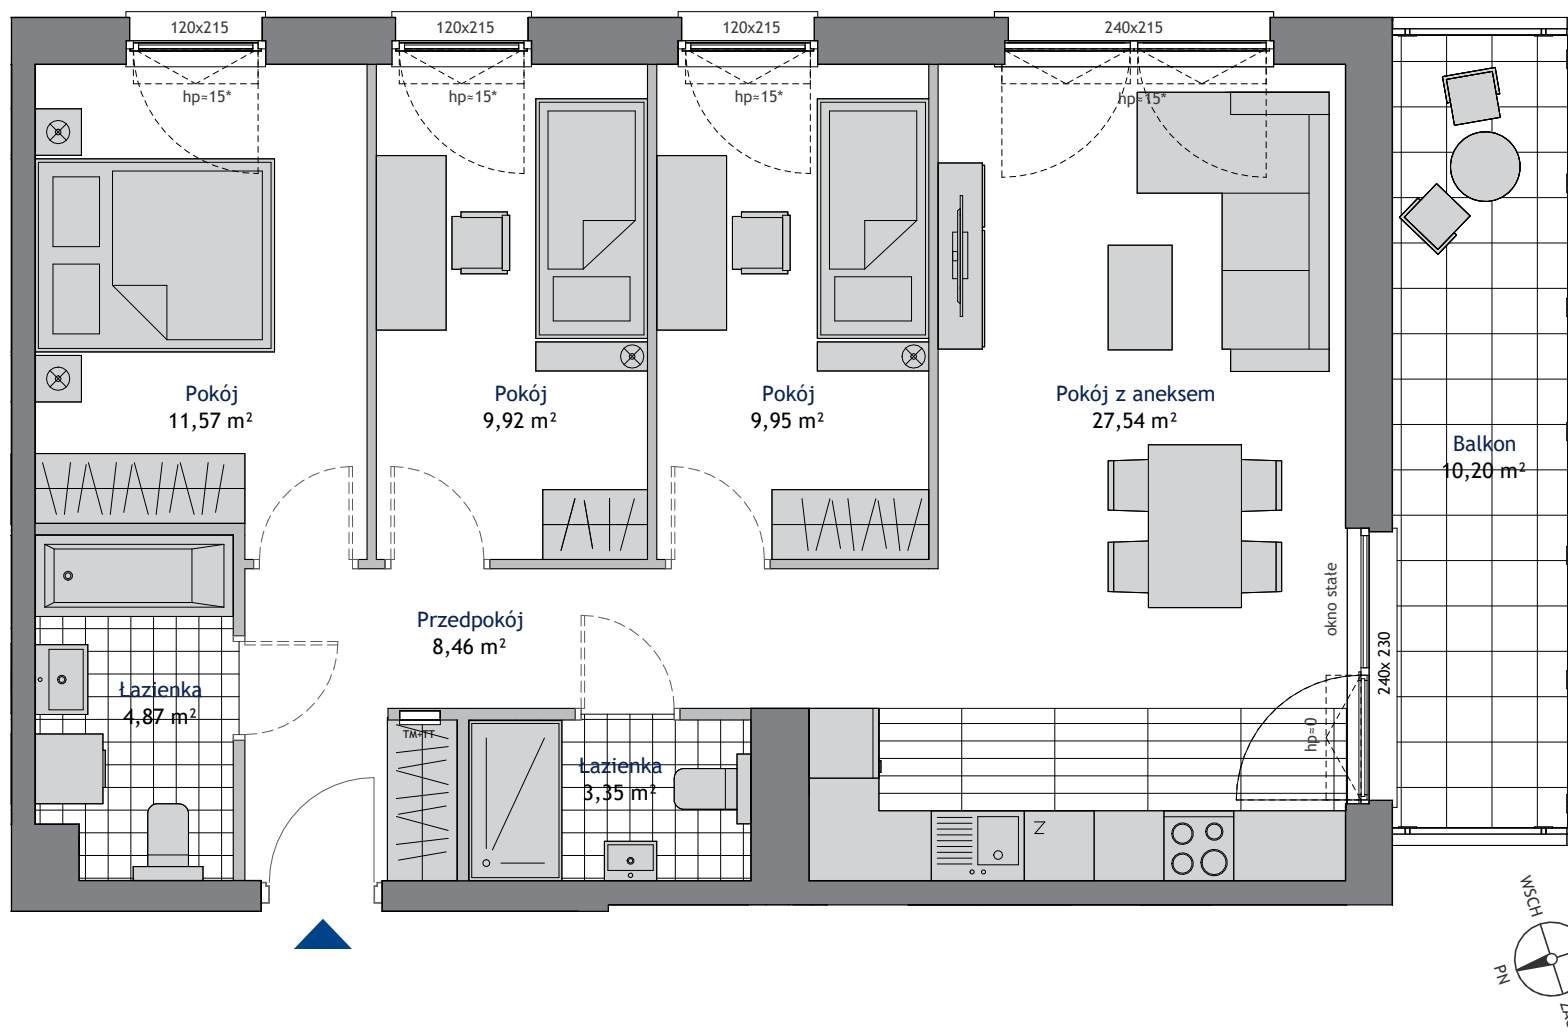 120x215
120x215
120x215
240x215
hp≈15*
hp≈15*
hp≈15*
hp≈15*
Pokój
11,57 m²
Pokój
9,92 m²
Pokój
9,95 m²
Pokój z aneksem
27,54 m²
Balkon
10,20 m²
okno stałe
240x 230
hp≈0
Przedpokój
8,46 m²
Łazienka
4,87 m²
TM+TT
Łazienka
3,35 m²
Z
WSCH
PN